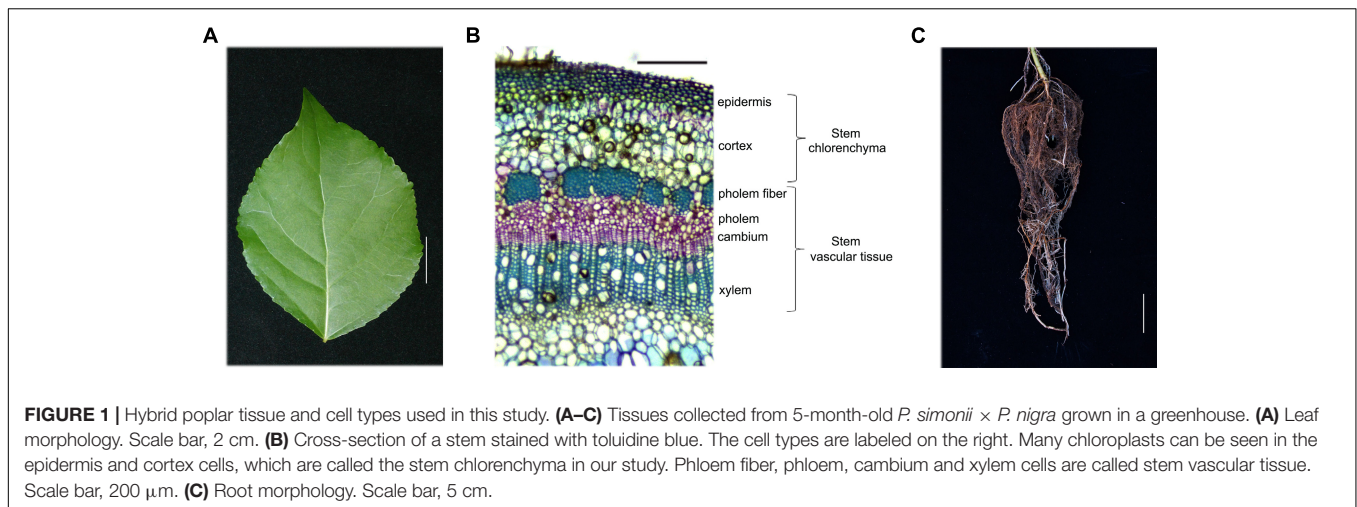 A
B
C
epidermis
cortex
Stem
chlorenchyma
pholem fiber
pholem
cambium
Stem
vascular tissue
xylem
FIGURE 1 | Hybrid poplar tissue and cell types used in this study. (A–C) Tissues collected from 5-month-old P. simonii × P. nigra grown in a greenhouse. (A) Leaf
morphology. Scale bar, 2 cm. (B) Cross-section of a stem stained with toluidine blue. The cell types are labeled on the right. Many chloroplasts can be seen in the
epidermis and cortex cells, which are called the stem chlorenchyma in our study. Phloem fiber, phloem, cambium and xylem cells are called stem vascular tissue.
Scale bar, 200 μm. (C) Root morphology. Scale bar, 5 cm.